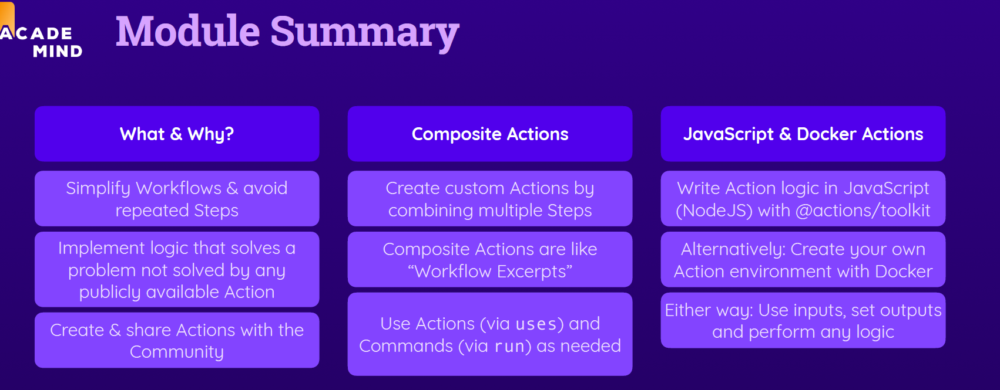 ACADE
MIND
Module Summary
What & Why?
Simplify Workflows & avoid
repeated Steps
Implement logic that solves a
problem not solved by any
publicly available Action
Create & share Actions with the
Community
Composite Actions
Create custom Actions by
combining multiple Steps
Composite Actions are like
“Workflow Excerpts”
Use Actions (via uses) and
Commands (via run) as needed
JavaScript & Docker Actions
Write Action logic in JavaScript
(NodeJS) with @actions/toolkit
Alternatively: Create your own
Action environment with Docker
Either way: Use inputs, set outputs
and perform any logic